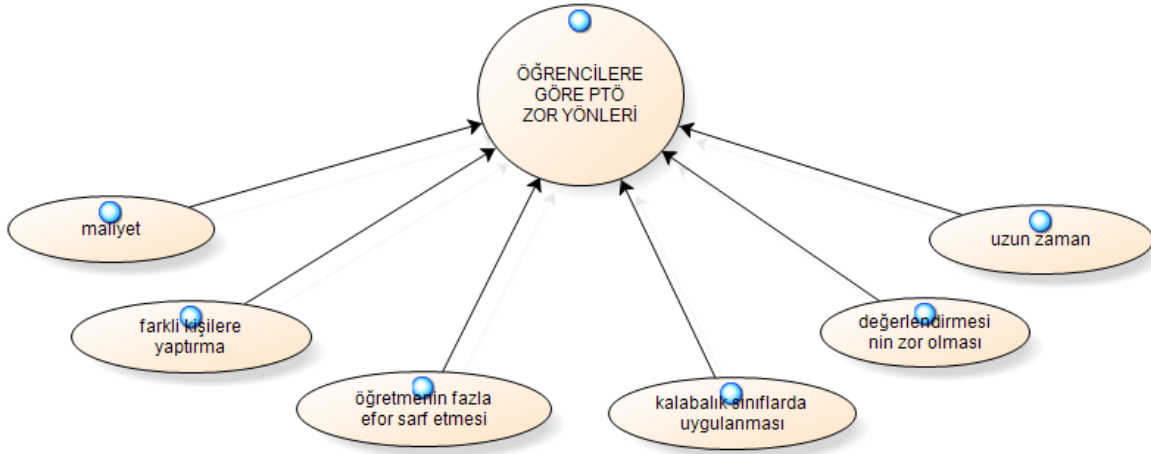 ÖĞRENCİLERE
GÖRE PTÖ
ZOR YÖNLERİ
maliyet
uzun zaman
farkli kişilere
yaptırma
değerlendirmesi
nin zor olması
öğretmenin fazla
efor sarf etmesi
kalabalık sınıflarda
uygulanması